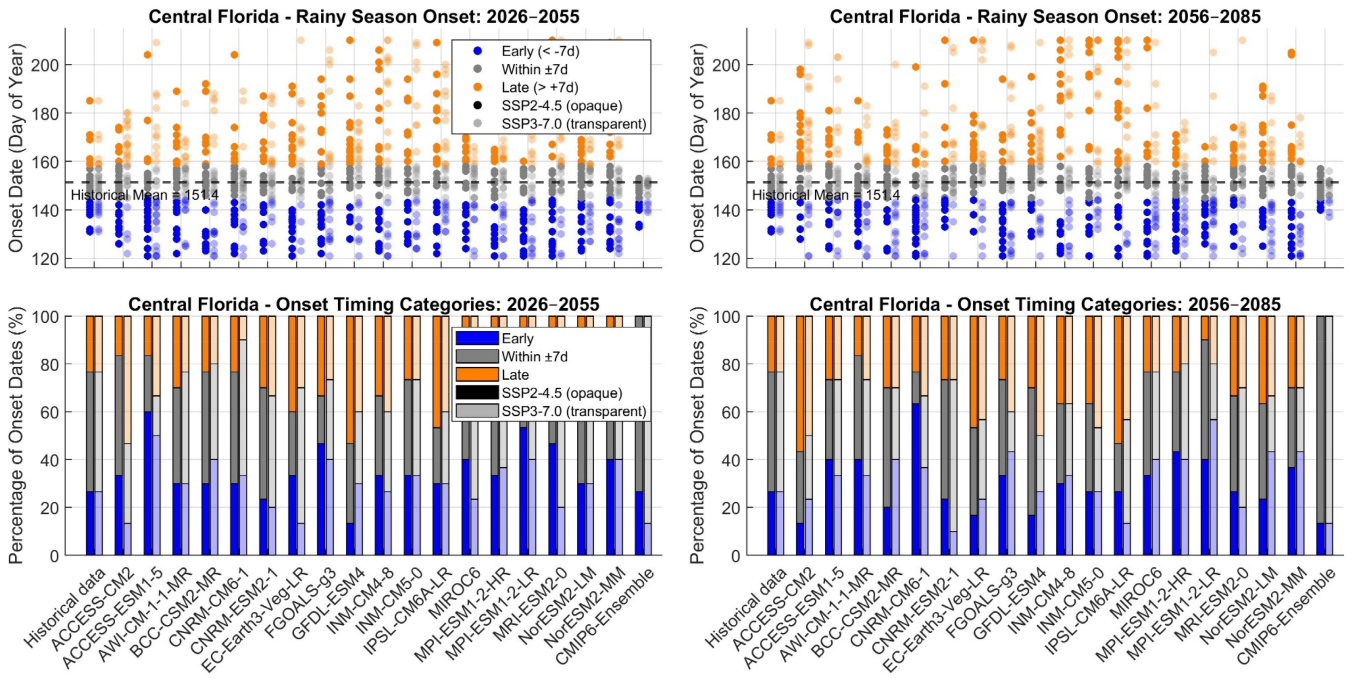 Central Florida - Rainy Season Onset: 2026–2055
Onset Date (Day of Year)
200
180
160
140
120
Early (< -7d)
Within ±7d
Late (> +7d)
SSP2-4.5 (opaque)
SSP3-7.0 (transparent)
Historical Mean = 151.4
Central Florida - Rainy Season Onset: 2056–2085
Onset Date (Day of Year)
200
180
160
140
120
Historical Mean = 151.4
Central Florida - Onset Timing Categories: 2026–2055
Percentage of Onset Dates (%)
100
80
60
40
20
0
Early
Within ±7d
Late
SSP2-4.5 (opaque)
SSP3-7.0 (transparent)
Historical data
ACCESS-CM2
ACCESS-ESM1-5
AWI-CM-1-1-MR
BCC-CSM2-MR
CNRM-CM6-1
CNRM-ESM2-1
EC-Earth3-Veg-LR
FGOALS-g3
GFDL-ESM4
INM-CM4-8
INM-CM5-0
IPSL-CM6A-LR
MIROC6
MPI-ESM1-2-HR
MPI-ESM1-2-LR
MRI-ESM2-0
NorESM2-LM
NorESM2-MM
CMIP6-Ensemble
Central Florida - Onset Timing Categories: 2056–2085
Percentage of Onset Dates (%)
100
80
60
40
20
0
Historical data
ACCESS-CM2
ACCESS-ESM1-5
AWI-CM-1-1-MR
BCC-CSM2-MR
CNRM-CM6-1
CNRM-ESM2-1
EC-Earth3-Veg-LR
FGOALS-g3
GFDL-ESM4
INM-CM4-8
INM-CM5-0
IPSL-CM6A-LR
MIROC6
MPI-ESM1-2-HR
MPI-ESM1-2-LR
MRI-ESM2-0
NorESM2-LM
NorESM2-MM
CMIP6-Ensemble